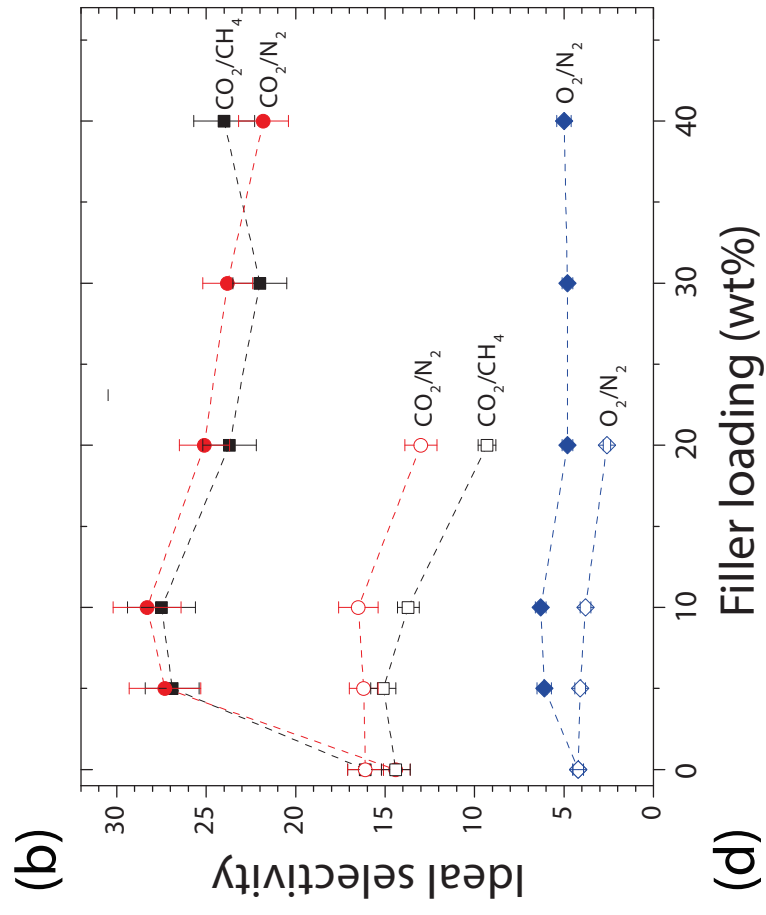 (b)
Ideal selectivity
30
25
20
15
10
5
0
CO₂/CH₄
CO₂/N₂
CO₂/N₂
CO₂/CH₄
O₂/N₂
O₂/N₂
0 10 20 30 40
Filler loading (wt%)
(d)